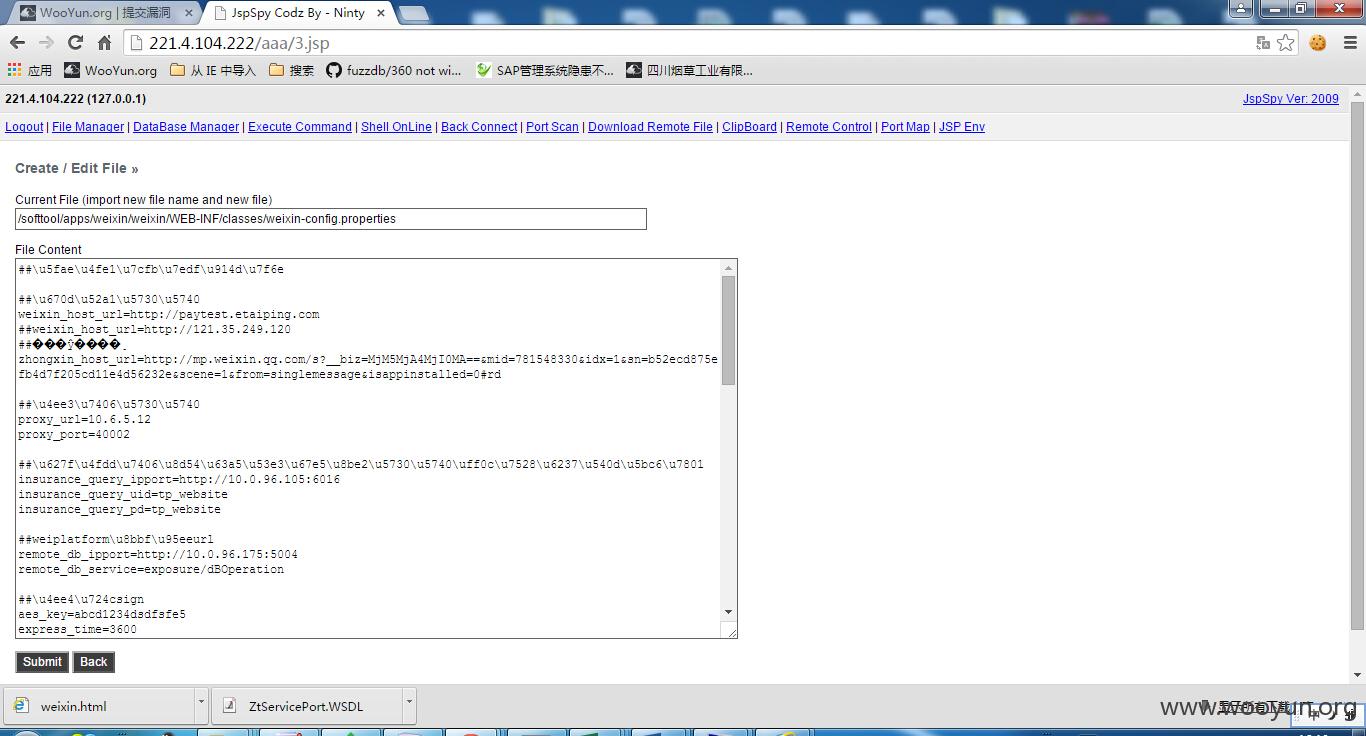 WooYun.org | 提交漏洞
JspSpy Codz By - Ninty
221.4.104.222/aaa/3.jsp
应用 WooYun.org 从 IE 中导入 搜索 fuzzdb/360 not wi... SAP管理系统隐患不... 四川烟草工业有限...
221.4.104.222 (127.0.0.1) JspSpy Ver: 2009
Logout | File Manager | DataBase Manager | Execute Command | Shell OnLine | Back Connect | Port Scan | Download Remote File | ClipBoard | Remote Control | Port Map | JSP Env
Create / Edit File »
Current File (import new file name and new file)
/softtool/apps/weixin/weixin/WEB-INF/classes/weixin-config.properties
File Content
##\u5fae\u4fe1\u7cfb\u7edf\u914d\u7f6e
##\u670d\u52a1\u5730\u5740
weixin_host_url=http://paytest.etaiping.com
##weixin_host_url=http://121.35.249.120
zhongxin_host_url=http://mp.weixin.qq.com/s?__biz=MjM5MjA4MjI0MA==&mid=781548330&idx=1&sn=b52ecd875e
fb4d7f205cd11e4d56232e&scene=1&from=singlemessage&isappinstalled=0#rd
##\u4ee3\u7406\u5730\u5740
proxy_url=10.6.5.12
proxy_port=40002
##\u627f\u4fdd\u7406\u8d54\u63a5\u53e3\u67e5\u8be2\u5730\u5740\uff0c\u7528\u6237\u540d\u5bc6\u7801
insurance_query_ipport=http://10.0.96.105:6016
insurance_query_uid=tp_website
insurance_query_pd=tp_website
##weiplatform\u8bbf\u95eeurl
remote_db_ipport=http://10.0.96.175:5004
remote_db_service=exposure/dBOperation
##\u4ee4\u724csign
aes_key=abcd1234dsdfsfe5
express_time=3600
Submit Back
weixin.html ZtServicePort.WSDL
www.wooyun.org